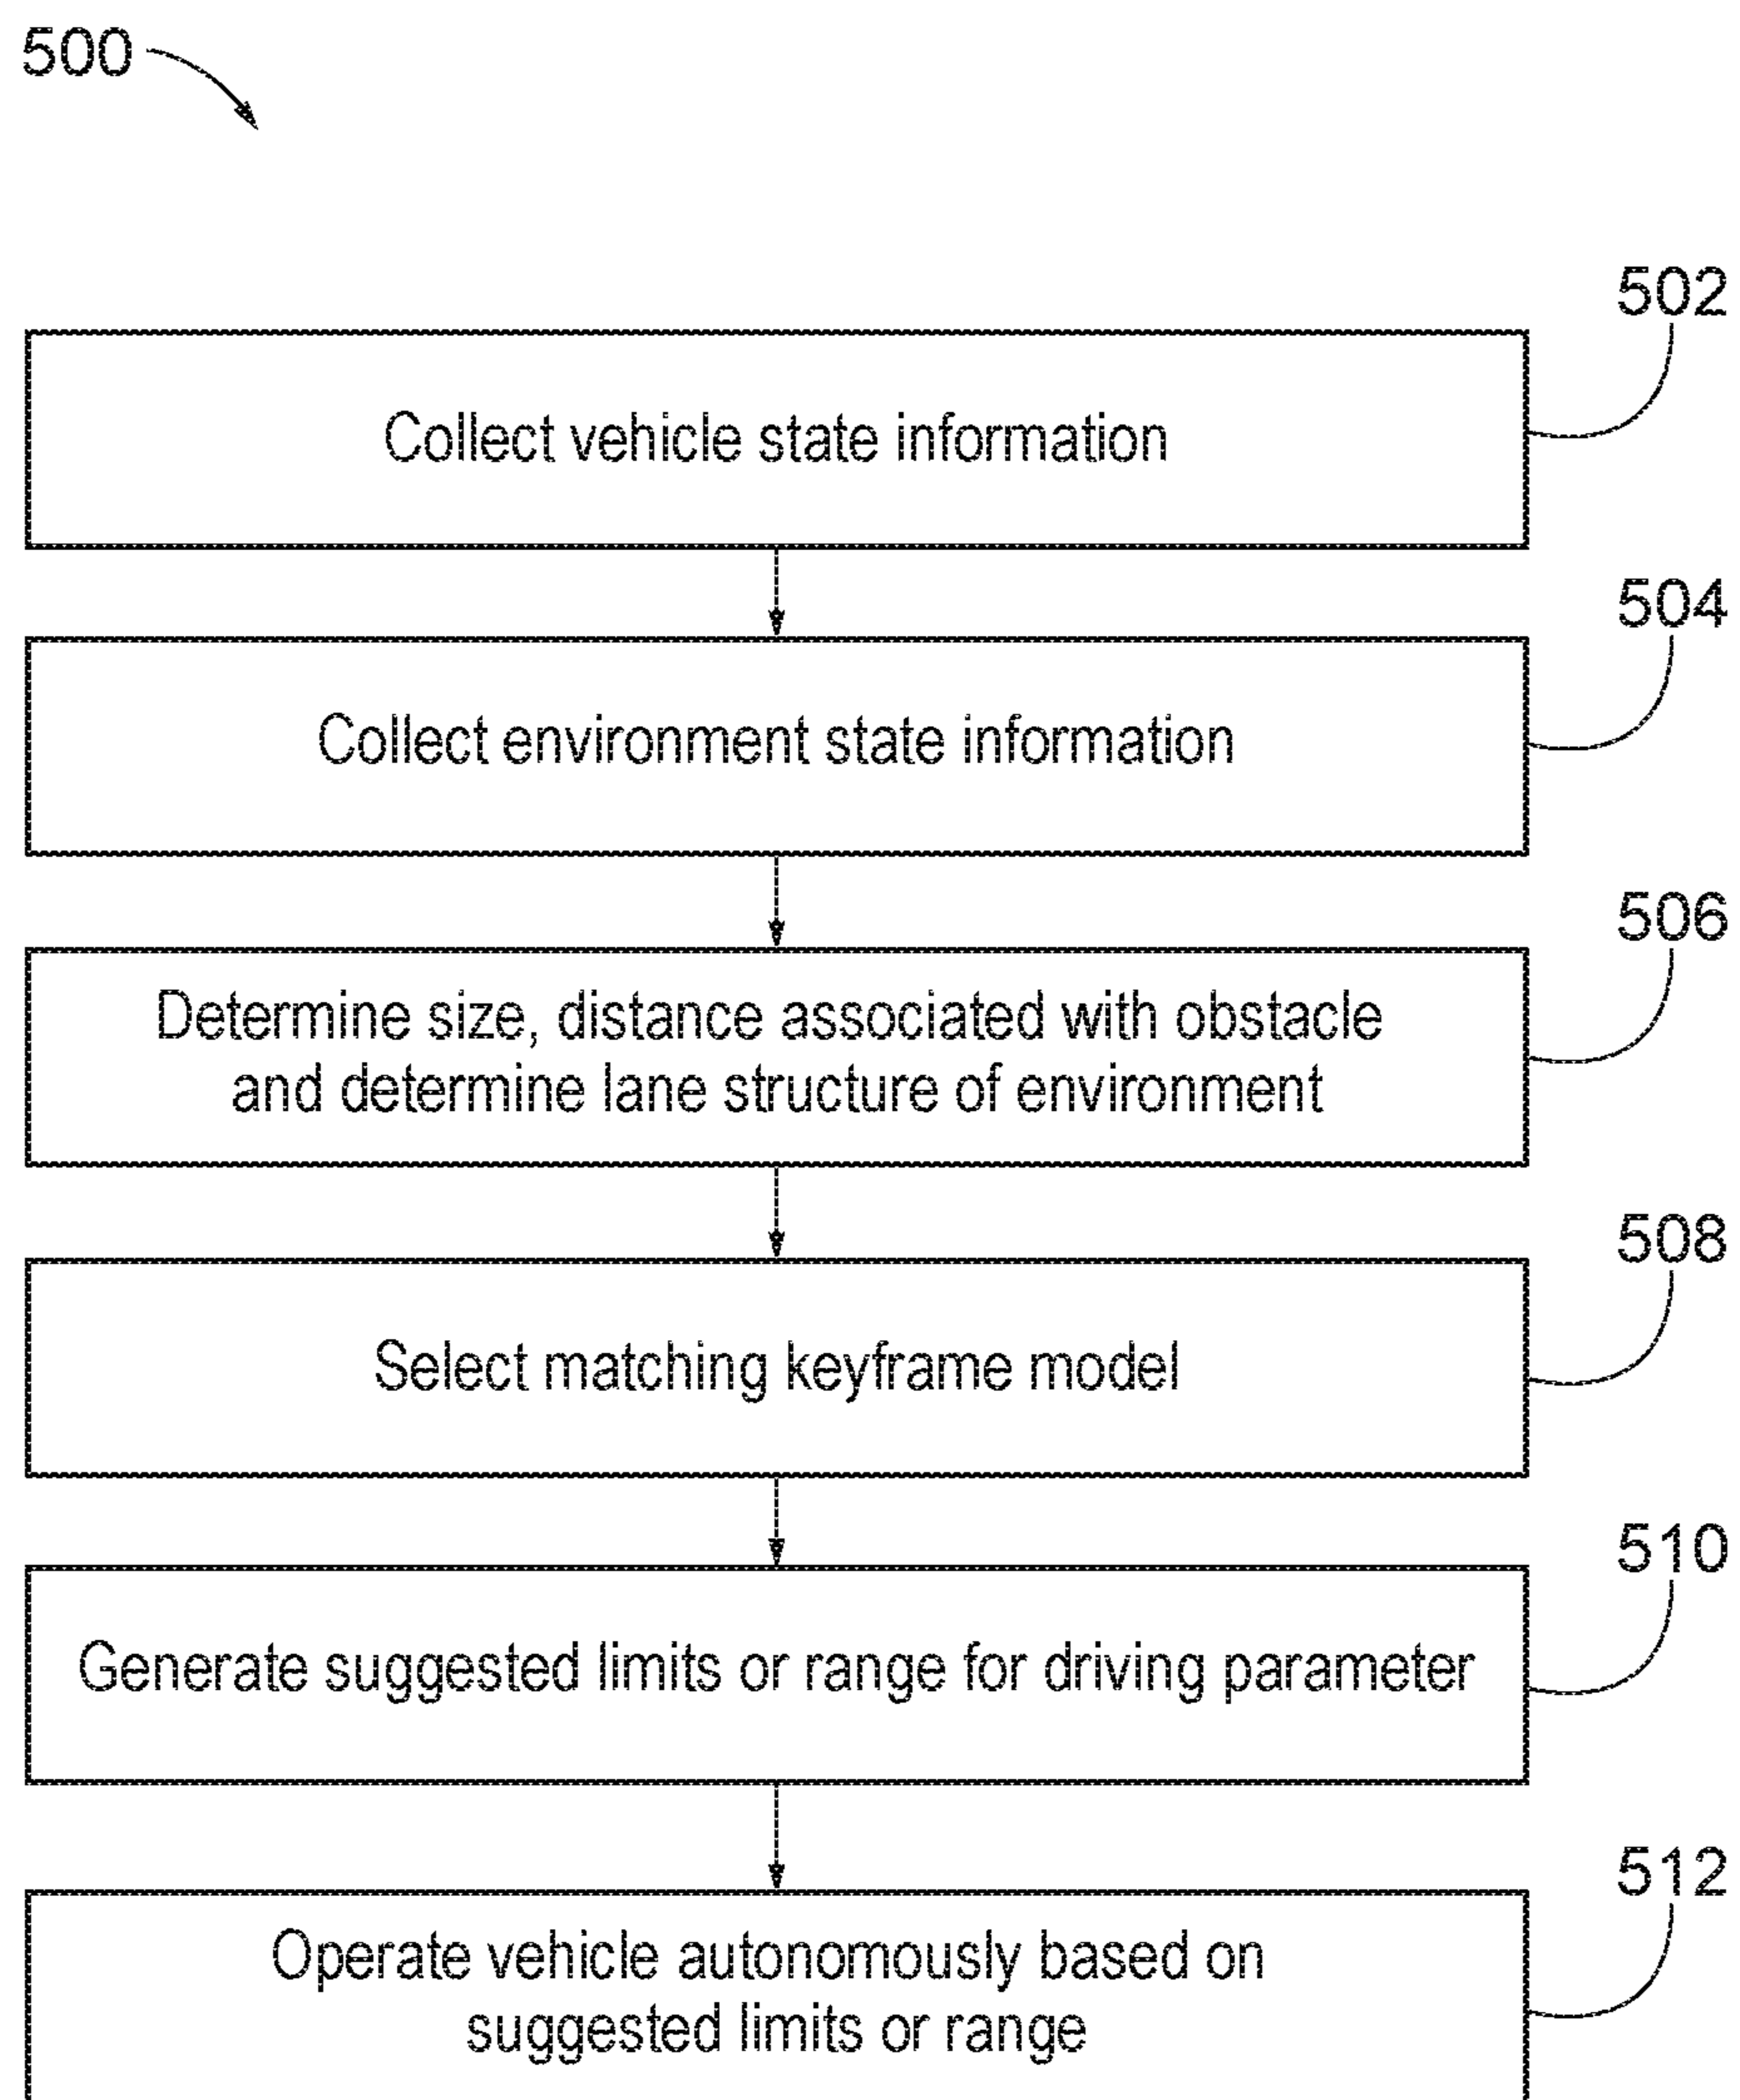 500
502
Collect vehicle state information
504
Collect environment state information
506
Determine size, distance associated with obstacle
and determine lane structure of environment
508
Select matching keyframe model
510
Generate suggested limits or range for driving parameter
512
Operate vehicle autonomously based on
suggested limits or range